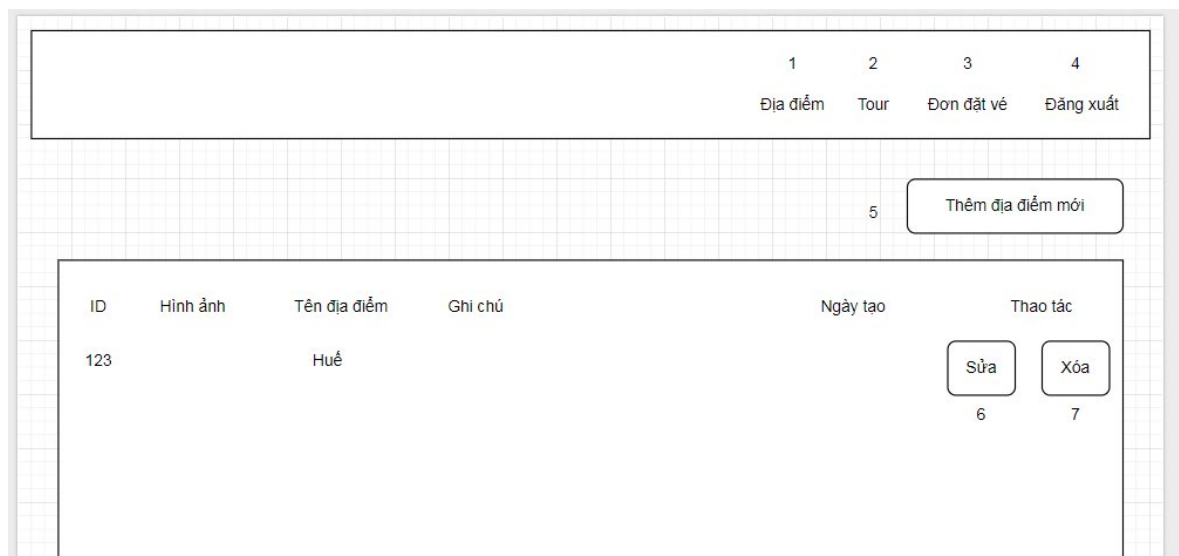 1 2 3 4
Địa điểm Tour Đơn đặt vé Đăng xuất
5 Thêm địa điểm mới
ID Hình ảnh Tên địa điểm Ghi chú Ngày tạo Thao tác
123 Huế Sửa Xóa
6 7